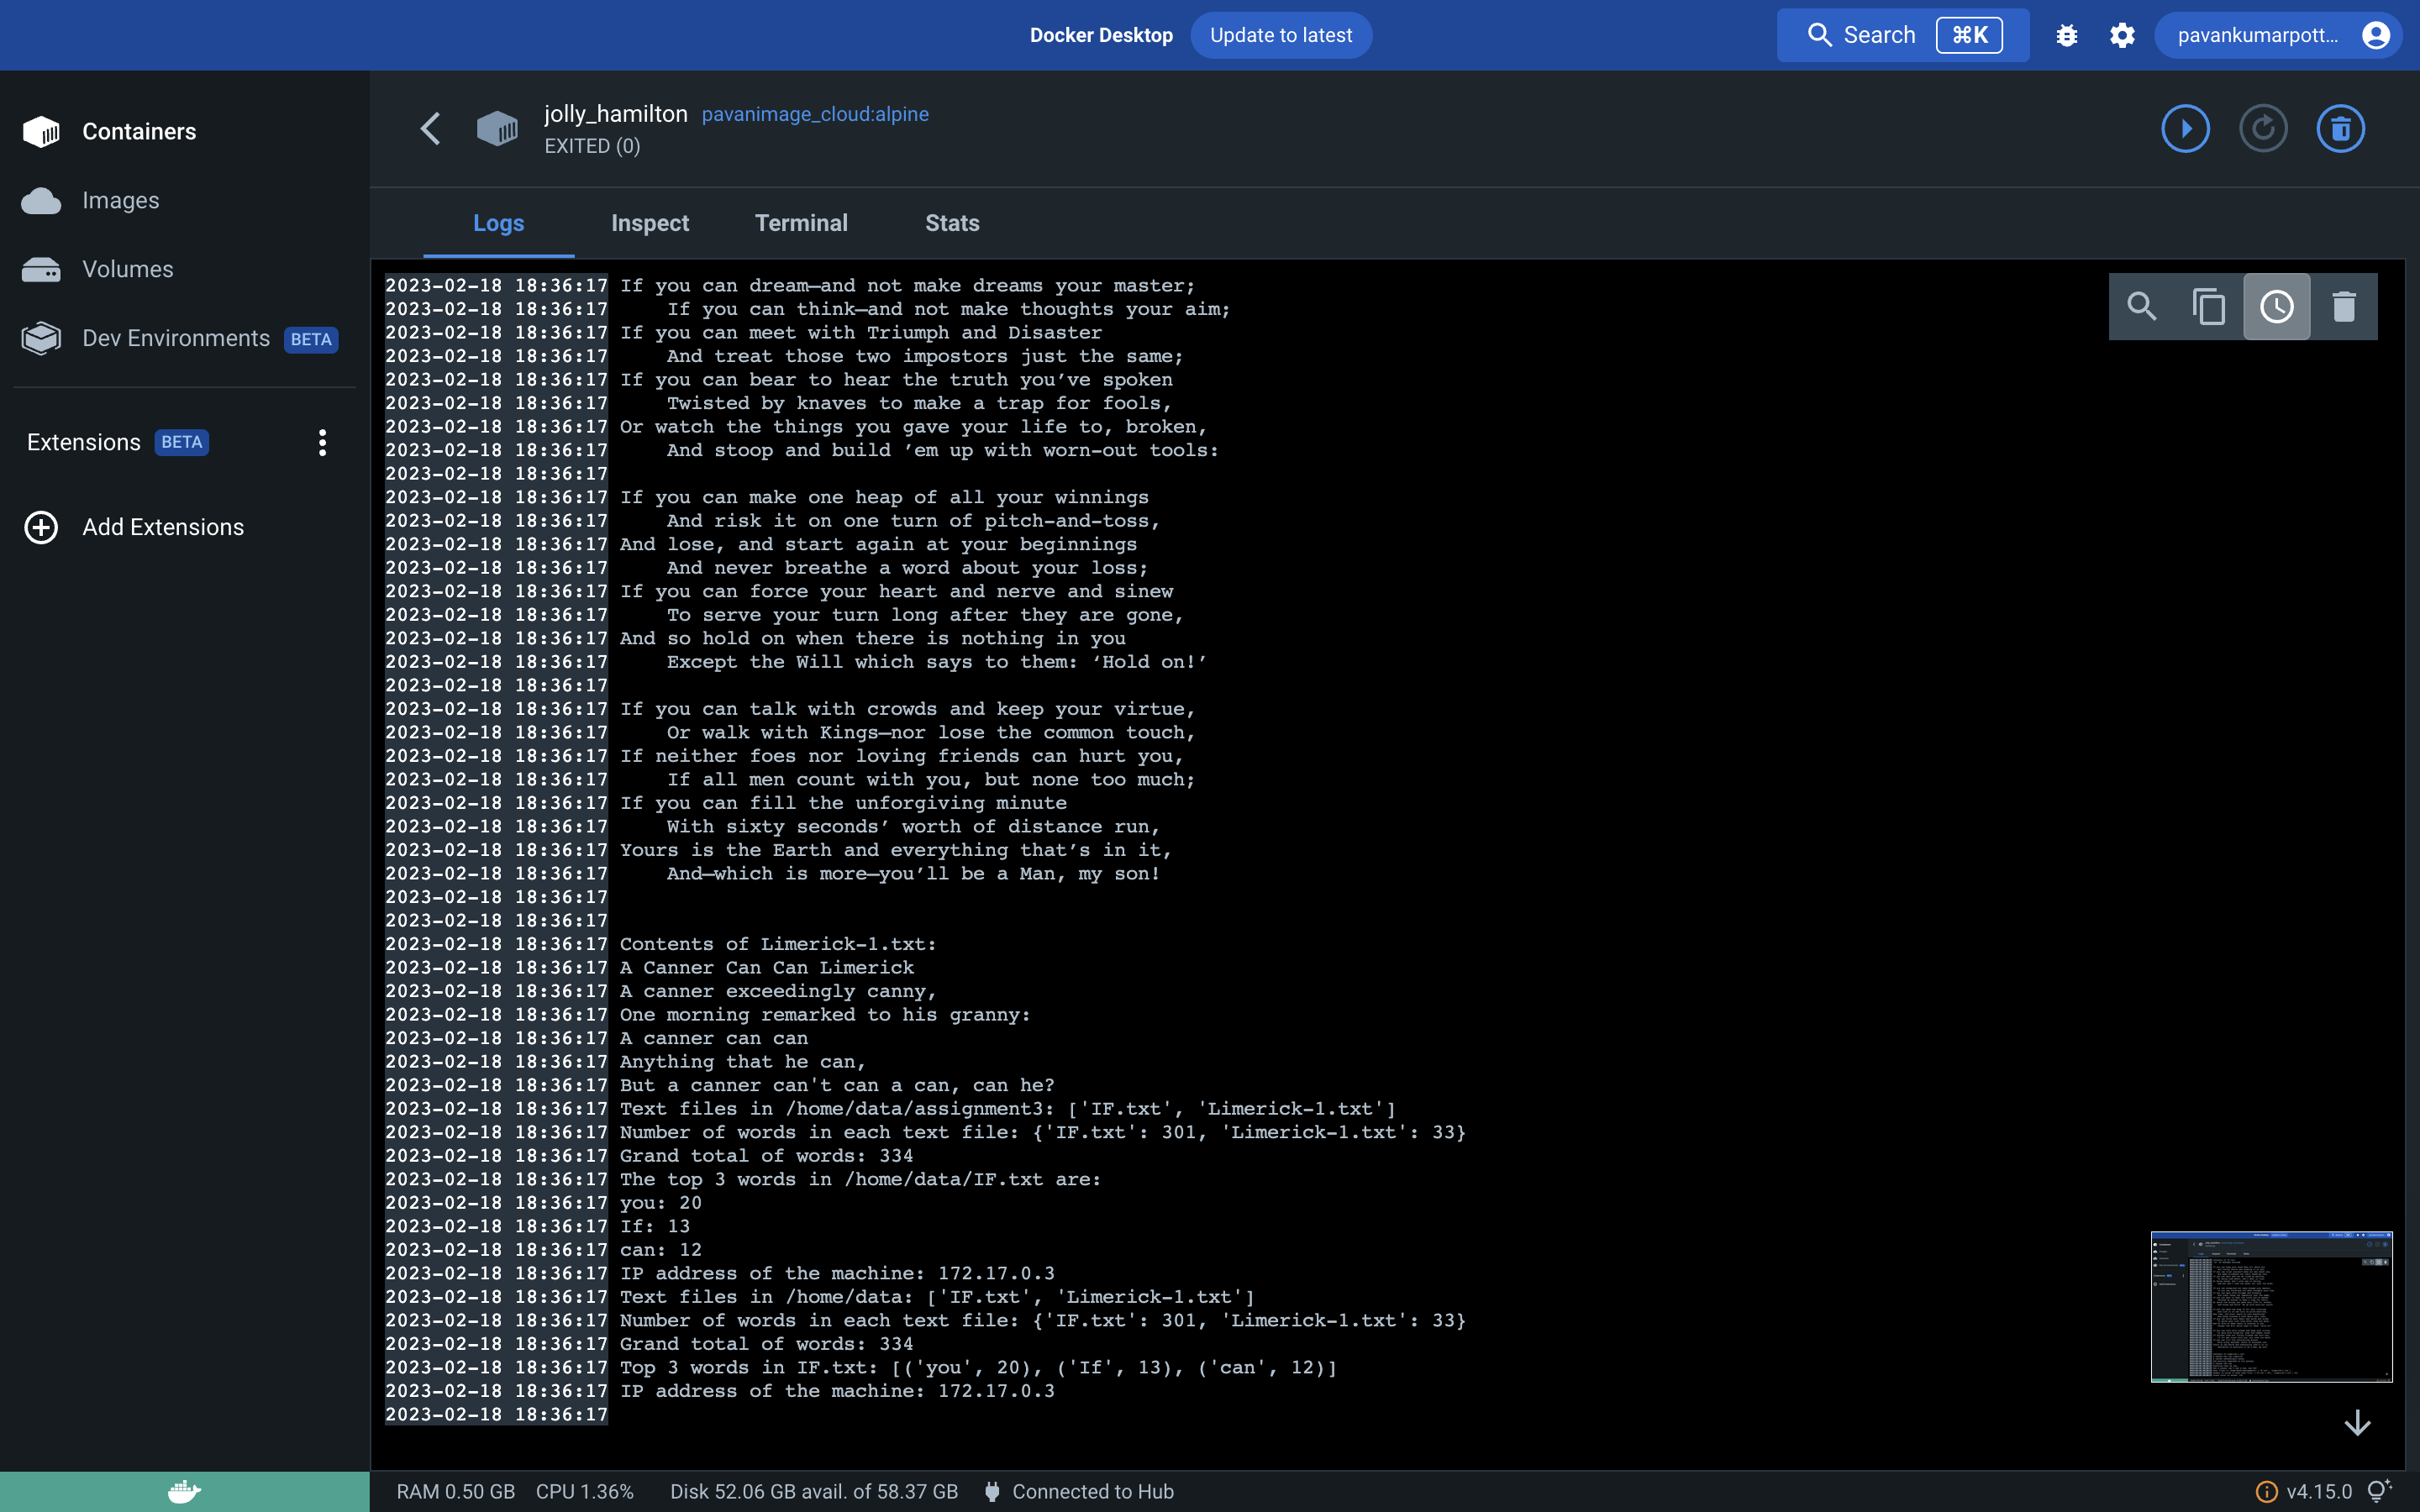 Docker Desktop Update to latest Search ⌘K pavankumarpott...
Containers
Images
Volumes
Dev Environments BETA
Extensions BETA
Add Extensions
jolly_hamilton pavanimage_cloud:alpine
EXITED (0)
Logs Inspect Terminal Stats
2023-02-18 18:36:17 If you can dream—and not make dreams your master;
2023-02-18 18:36:17     If you can think—and not make thoughts your aim;
2023-02-18 18:36:17 If you can meet with Triumph and Disaster
2023-02-18 18:36:17     And treat those two impostors just the same;
2023-02-18 18:36:17 If you can bear to hear the truth you’ve spoken
2023-02-18 18:36:17     Twisted by knaves to make a trap for fools,
2023-02-18 18:36:17 Or watch the things you gave your life to, broken,
2023-02-18 18:36:17     And stoop and build ’em up with worn-out tools:
2023-02-18 18:36:17
2023-02-18 18:36:17 If you can make one heap of all your winnings
2023-02-18 18:36:17     And risk it on one turn of pitch-and-toss,
2023-02-18 18:36:17 And lose, and start again at your beginnings
2023-02-18 18:36:17     And never breathe a word about your loss;
2023-02-18 18:36:17 If you can force your heart and nerve and sinew
2023-02-18 18:36:17     To serve your turn long after they are gone,
2023-02-18 18:36:17 And so hold on when there is nothing in you
2023-02-18 18:36:17     Except the Will which says to them: ‘Hold on!’
2023-02-18 18:36:17
2023-02-18 18:36:17 If you can talk with crowds and keep your virtue,
2023-02-18 18:36:17     Or walk with Kings—nor lose the common touch,
2023-02-18 18:36:17 If neither foes nor loving friends can hurt you,
2023-02-18 18:36:17     If all men count with you, but none too much;
2023-02-18 18:36:17 If you can fill the unforgiving minute
2023-02-18 18:36:17     With sixty seconds’ worth of distance run,
2023-02-18 18:36:17 Yours is the Earth and everything that’s in it,
2023-02-18 18:36:17     And—which is more—you’ll be a Man, my son!
2023-02-18 18:36:17
2023-02-18 18:36:17
2023-02-18 18:36:17 Contents of Limerick-1.txt:
2023-02-18 18:36:17 A Canner Can Can Limerick
2023-02-18 18:36:17 A canner exceedingly canny,
2023-02-18 18:36:17 One morning remarked to his granny:
2023-02-18 18:36:17 A canner can can
2023-02-18 18:36:17 Anything that he can,
2023-02-18 18:36:17 But a canner can't can a can, can he?
2023-02-18 18:36:17 Text files in /home/data/assignment3: ['IF.txt', 'Limerick-1.txt']
2023-02-18 18:36:17 Number of words in each text file: {'IF.txt': 301, 'Limerick-1.txt': 33}
2023-02-18 18:36:17 Grand total of words: 334
2023-02-18 18:36:17 The top 3 words in /home/data/IF.txt are:
2023-02-18 18:36:17 you: 20
2023-02-18 18:36:17 If: 13
2023-02-18 18:36:17 can: 12
2023-02-18 18:36:17 IP address of the machine: 172.17.0.3
2023-02-18 18:36:17 Text files in /home/data: ['IF.txt', 'Limerick-1.txt']
2023-02-18 18:36:17 Number of words in each text file: {'IF.txt': 301, 'Limerick-1.txt': 33}
2023-02-18 18:36:17 Grand total of words: 334
2023-02-18 18:36:17 Top 3 words in IF.txt: [('you', 20), ('If', 13), ('can', 12)]
2023-02-18 18:36:17 IP address of the machine: 172.17.0.3
2023-02-18 18:36:17
RAM 0.50 GB CPU 1.36% Disk 52.06 GB avail. of 58.37 GB Connected to Hub v4.15.0